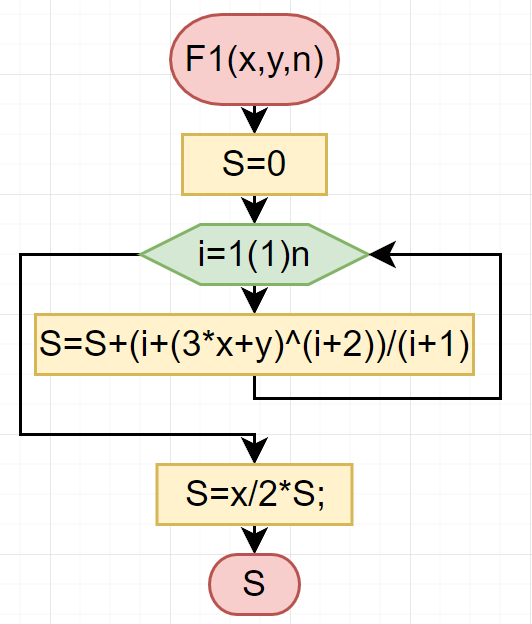 F1(x,y,n)
S=0
i=1(1)n
S=S+(i+(3*x+y)^(i+2))/(i+1)
S=x/2*S;
S